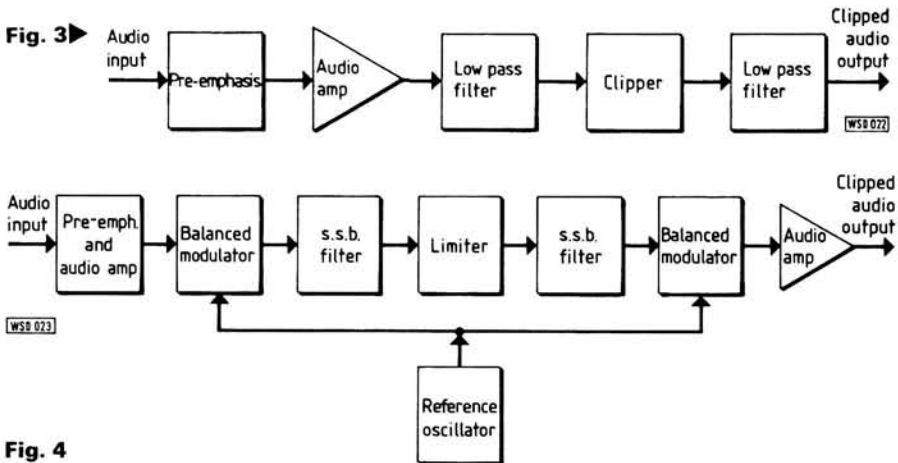 Fig. 3▶
Audio
input
Pre-emphasis
Audio
amp
Low pass
filter
Clipper
Low pass
filter
Clipped
audio
output
WSD 022
Audio
input
Pre-emph.
and
audio amp
Balanced
modulator
s.s.b.
filter
Limiter
s.s.b.
filter
Balanced
modulator
Audio
amp
Clipped
audio
output
WSD 023
Reference
oscillator
Fig. 4